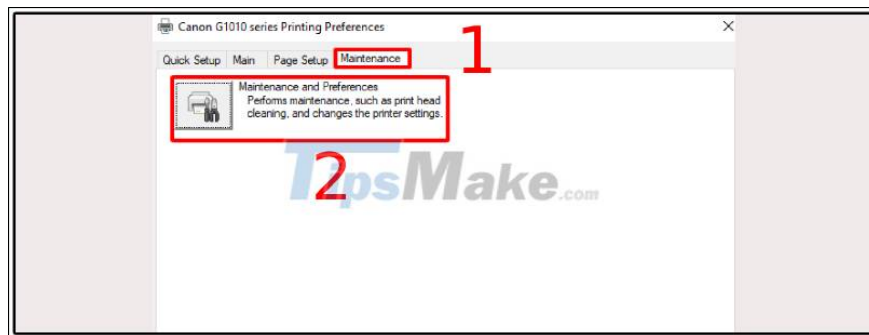 Canon G1010 series Printing Preferences
1
Quick Setup Main Page Setup Maintenance
Maintenance and Preferences
Performs maintenance, such as print head
cleaning, and changes the printer settings.
2
TipsMake.com